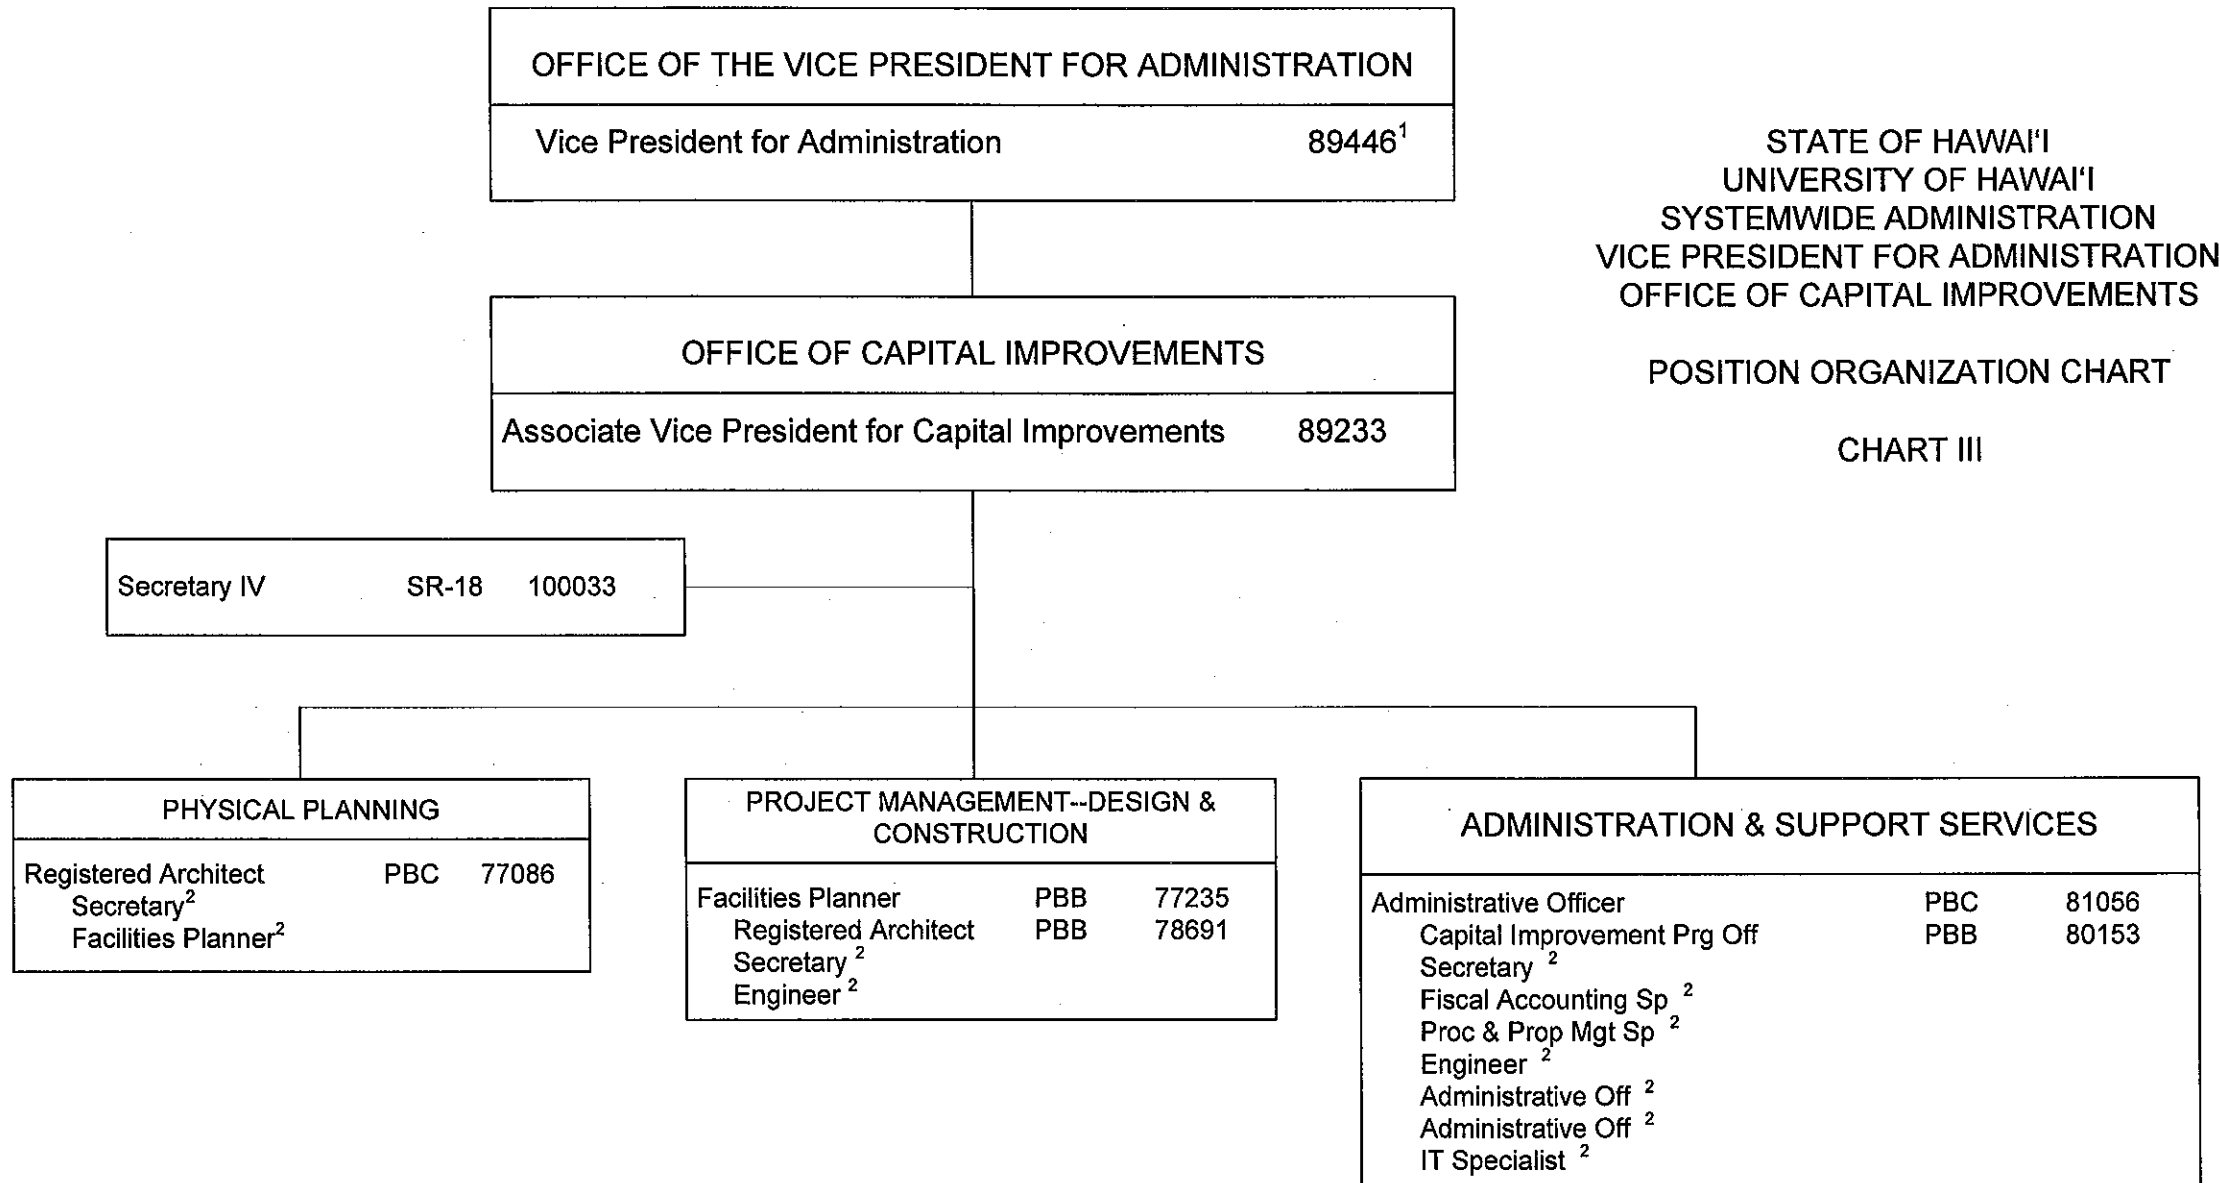 OFFICE OF THE VICE PRESIDENT FOR ADMINISTRATION
Vice President for Administration 89446¹
STATE OF HAWAI‘I
UNIVERSITY OF HAWAI‘I
SYSTEMWIDE ADMINISTRATION
VICE PRESIDENT FOR ADMINISTRATION
OFFICE OF CAPITAL IMPROVEMENTS
POSITION ORGANIZATION CHART
CHART III
OFFICE OF CAPITAL IMPROVEMENTS
Associate Vice President for Capital Improvements 89233
Secretary IV SR-18 100033
PHYSICAL PLANNING
Registered Architect PBC 77086
Secretary²
Facilities Planner²
PROJECT MANAGEMENT--DESIGN &
CONSTRUCTION
Facilities Planner PBB 77235
Registered Architect PBB 78691
Secretary ²
Engineer ²
ADMINISTRATION & SUPPORT SERVICES
Administrative Officer PBC 81056
Capital Improvement Prg Off PBB 80153
Secretary ²
Fiscal Accounting Sp ²
Proc & Prop Mgt Sp ²
Engineer ²
Administrative Off ²
Administrative Off ²
IT Specialist ²